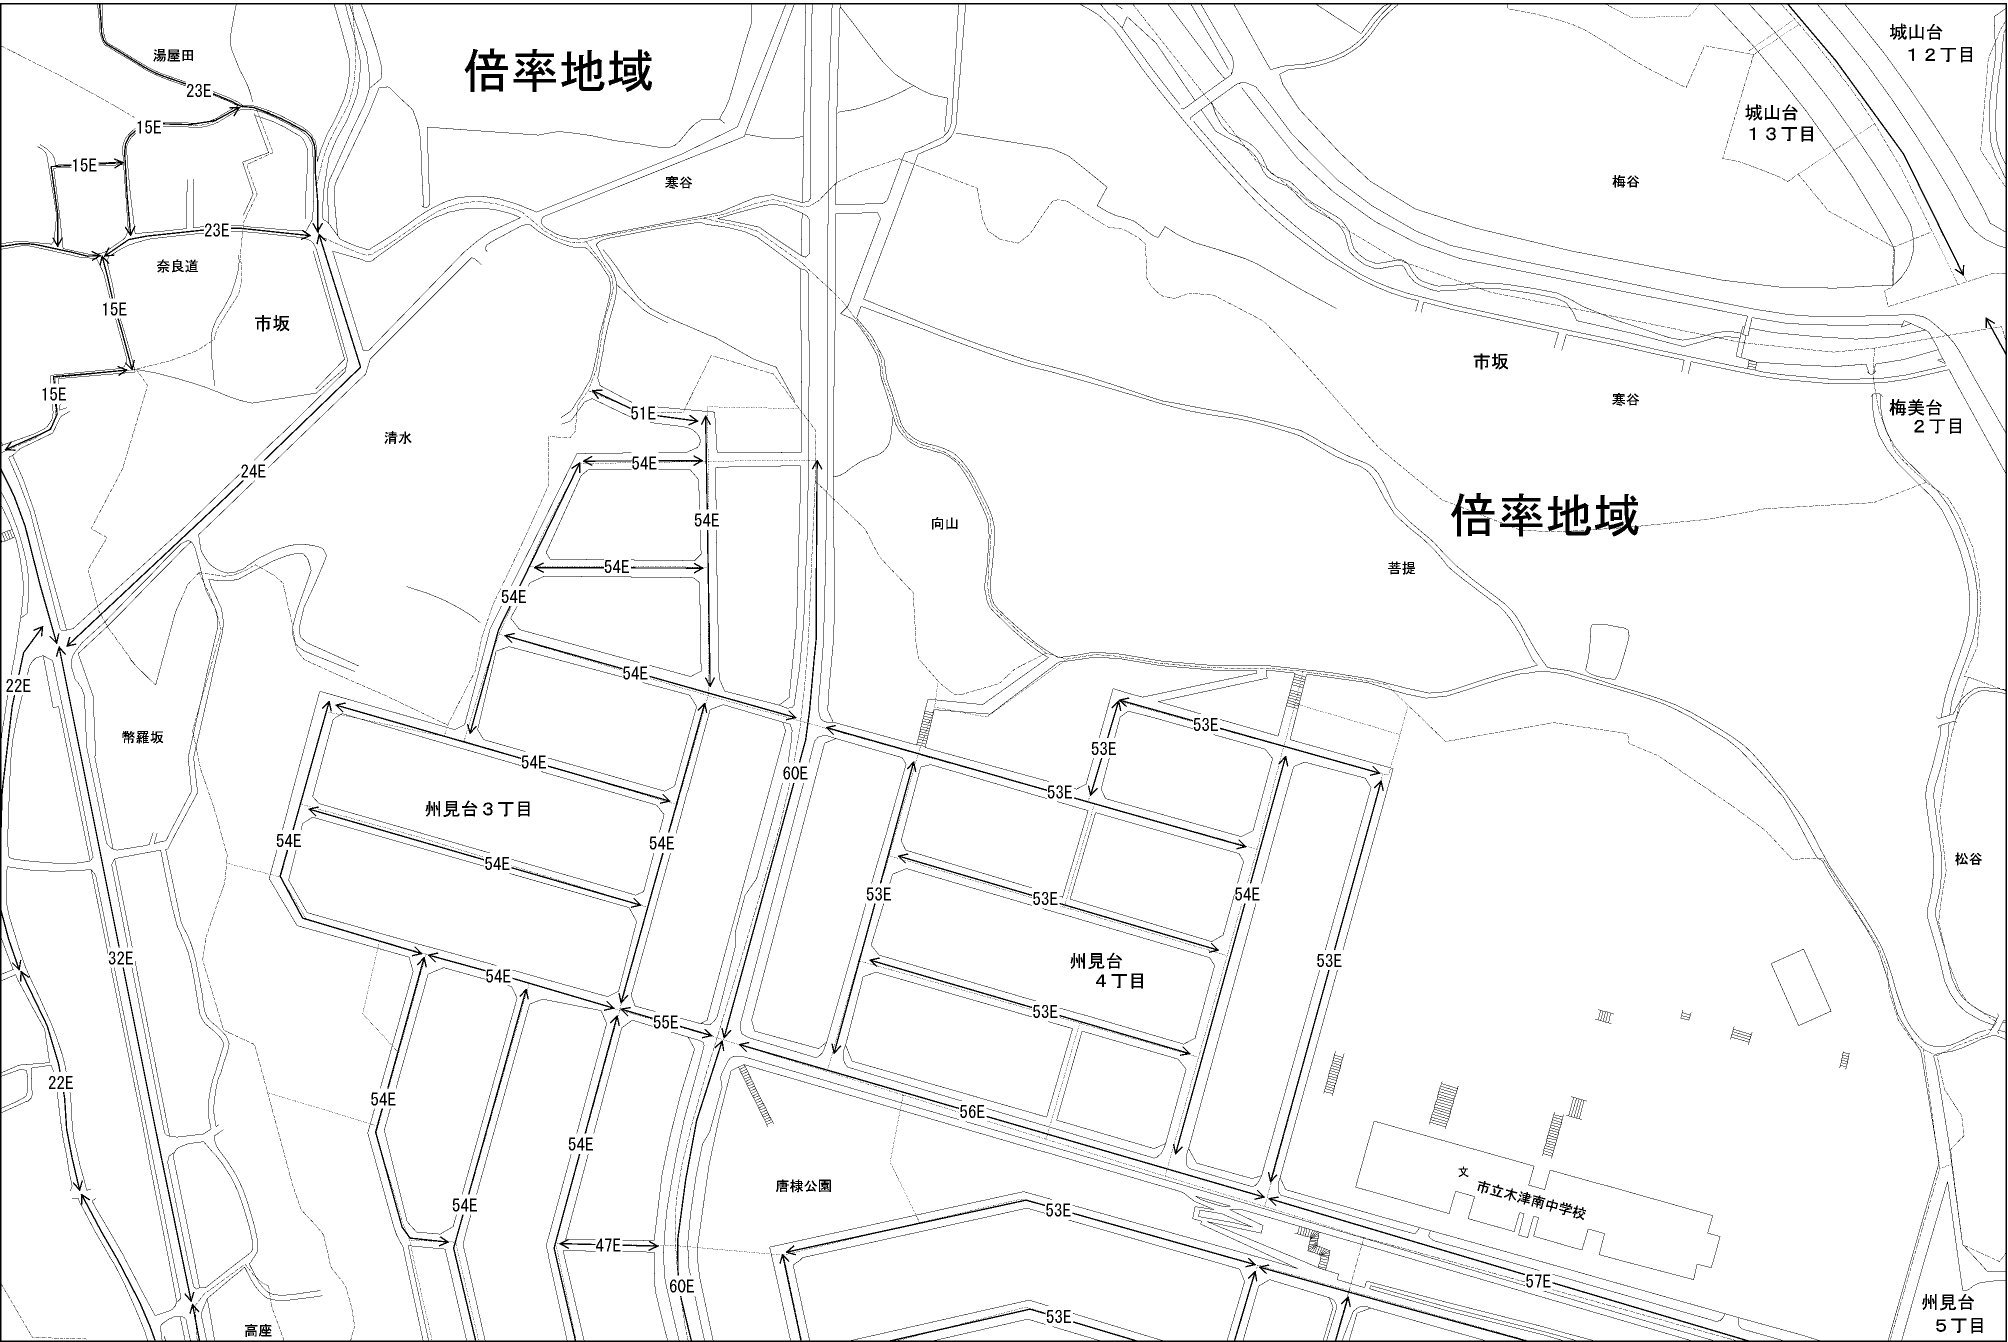 城山台
１２丁目
湯屋田
倍率地域
23E
城山台
１３丁目
15E
15E
寒谷
梅谷
23E
奈良道
15E
市坂
市坂
15E
寒谷
梅美台
２丁目
51E
清水
54E
24E
倍率地域
54E
向山
54E
菩提
54E
54E
22E
53E
幣羅坂
53E
54E
60E
53E
州見台３丁目
54E
54E
松谷
54E
53E
54E
53E
32E
53E
州見台
４丁目
54E
53E
55E
22E
54E
56E
54E
文
市立木津南中学校
唐棣公園
54E
53E
47E
57E
60E
州見台
５丁目
53E
高座